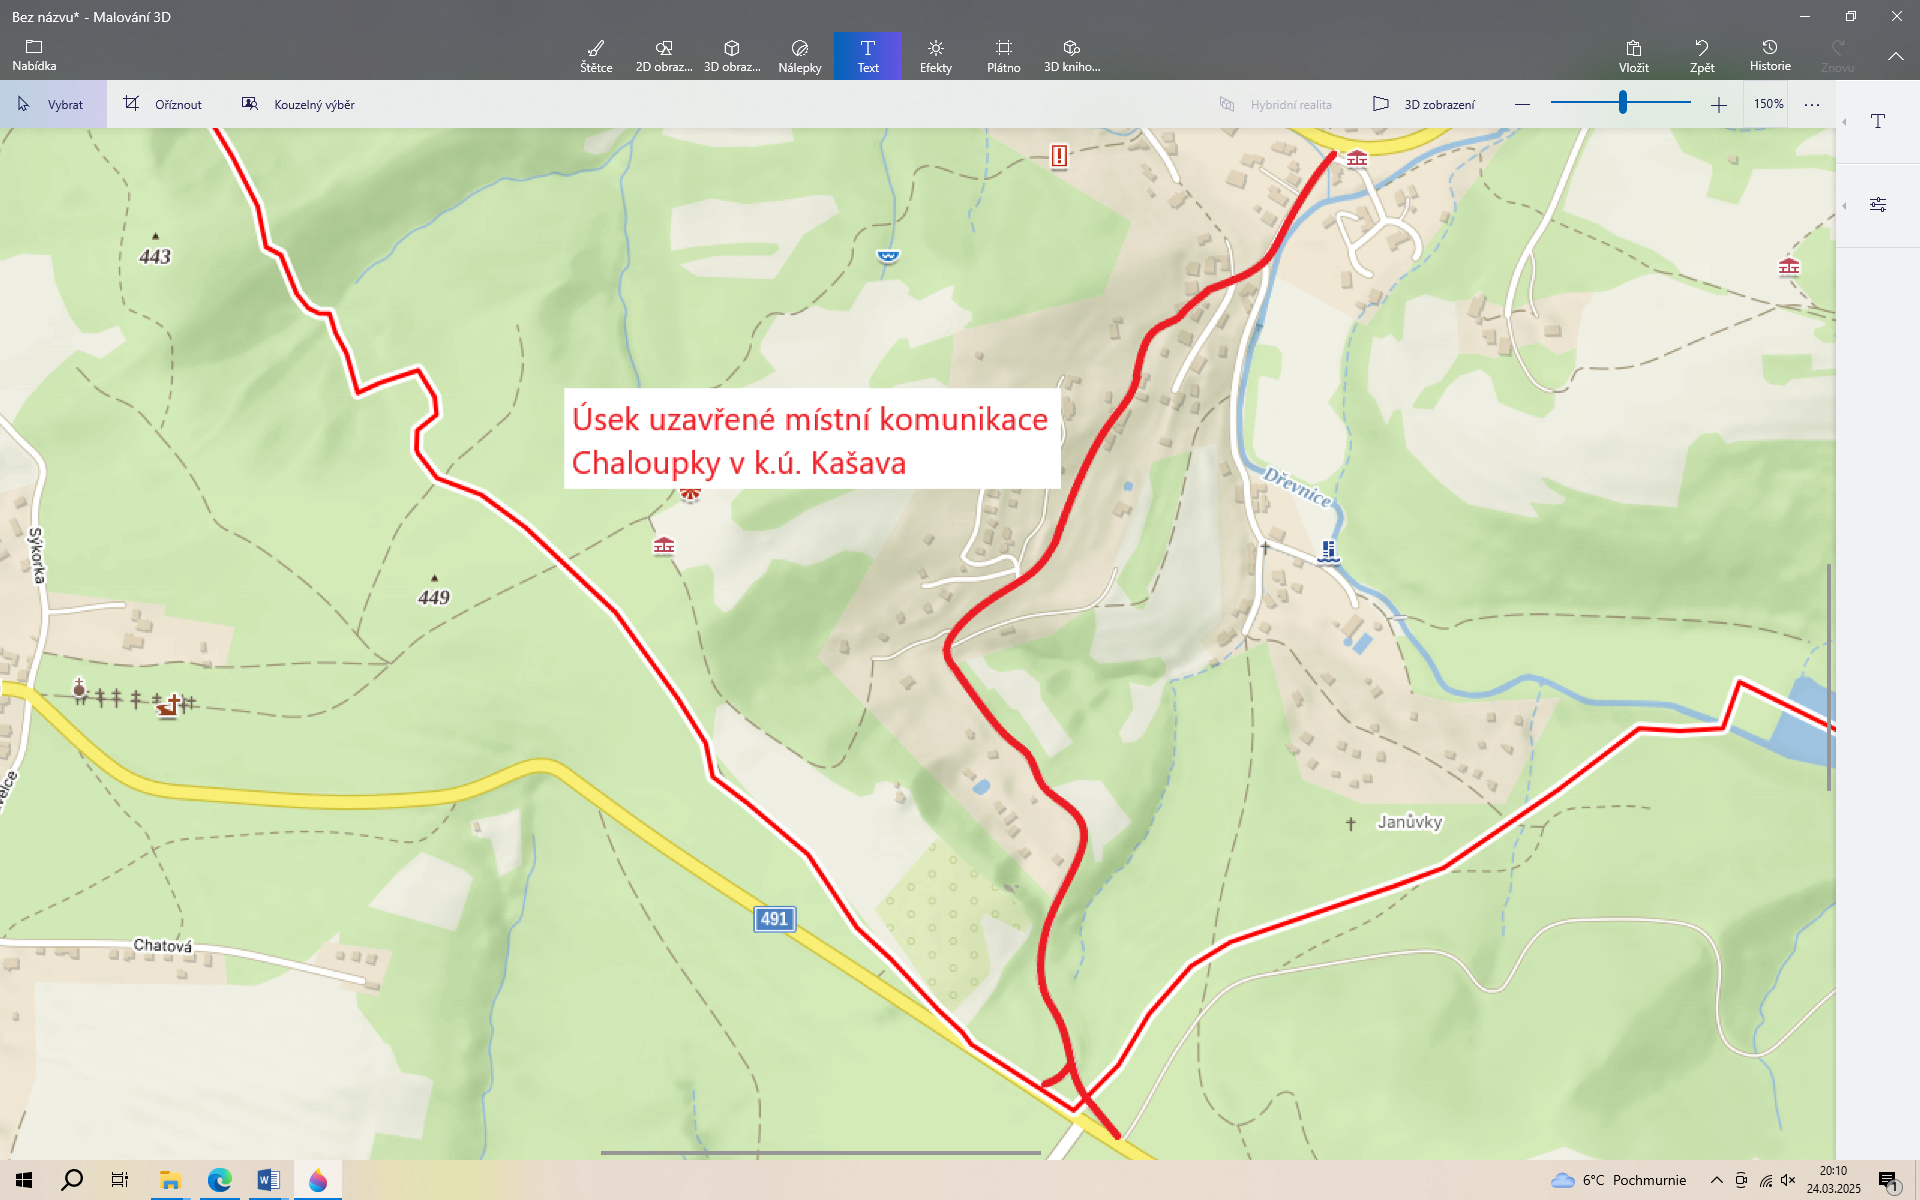 Bez názvu* - Malování 3D
Nabídka
Štětce
2D obraz...
3D obraz...
Nálepky
Text
Efekty
Plátno
3D kniho...
Vložit
Zpět
Historie
Znovu
Vybrat
Oříznout
Kouzelný výběr
Hybridní realita
3D zobrazení
150%
443
Úsek uzavřené místní komunikace
Chaloupky v k.ú. Kašava
Dřevnice
Sýkorka
449
Janůvky
491
Chatová
6°C Pochmurnie
20:10
24.03.2025
1